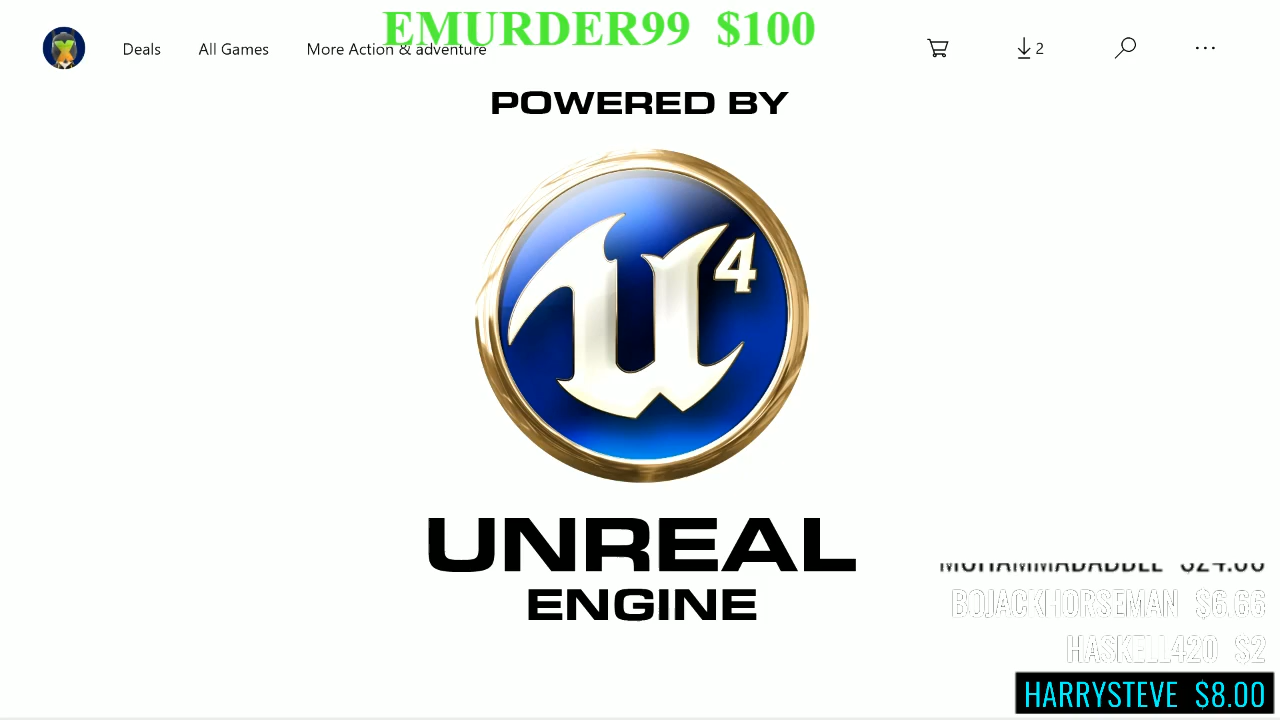 EMURDER99 $100
Deals All Games More Action & adventure 2
POWERED BY
4
UNREAL
ENGINE
BOJACKHORSEMAN $6.66
HASKELL420 $2
HARRYSTEVE $8.00